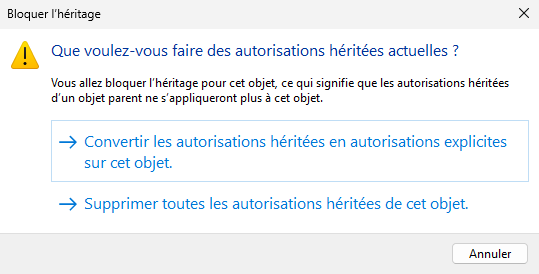 Bloquer l’héritage
Que voulez-vous faire des autorisations héritées actuelles ?
Vous allez bloquer l’héritage pour cet objet, ce qui signifie que les autorisations héritées
d’un objet parent ne s’appliqueront plus à cet objet.
Convertir les autorisations héritées en autorisations explicites
sur cet objet.
Supprimer toutes les autorisations héritées de cet objet.
Annuler